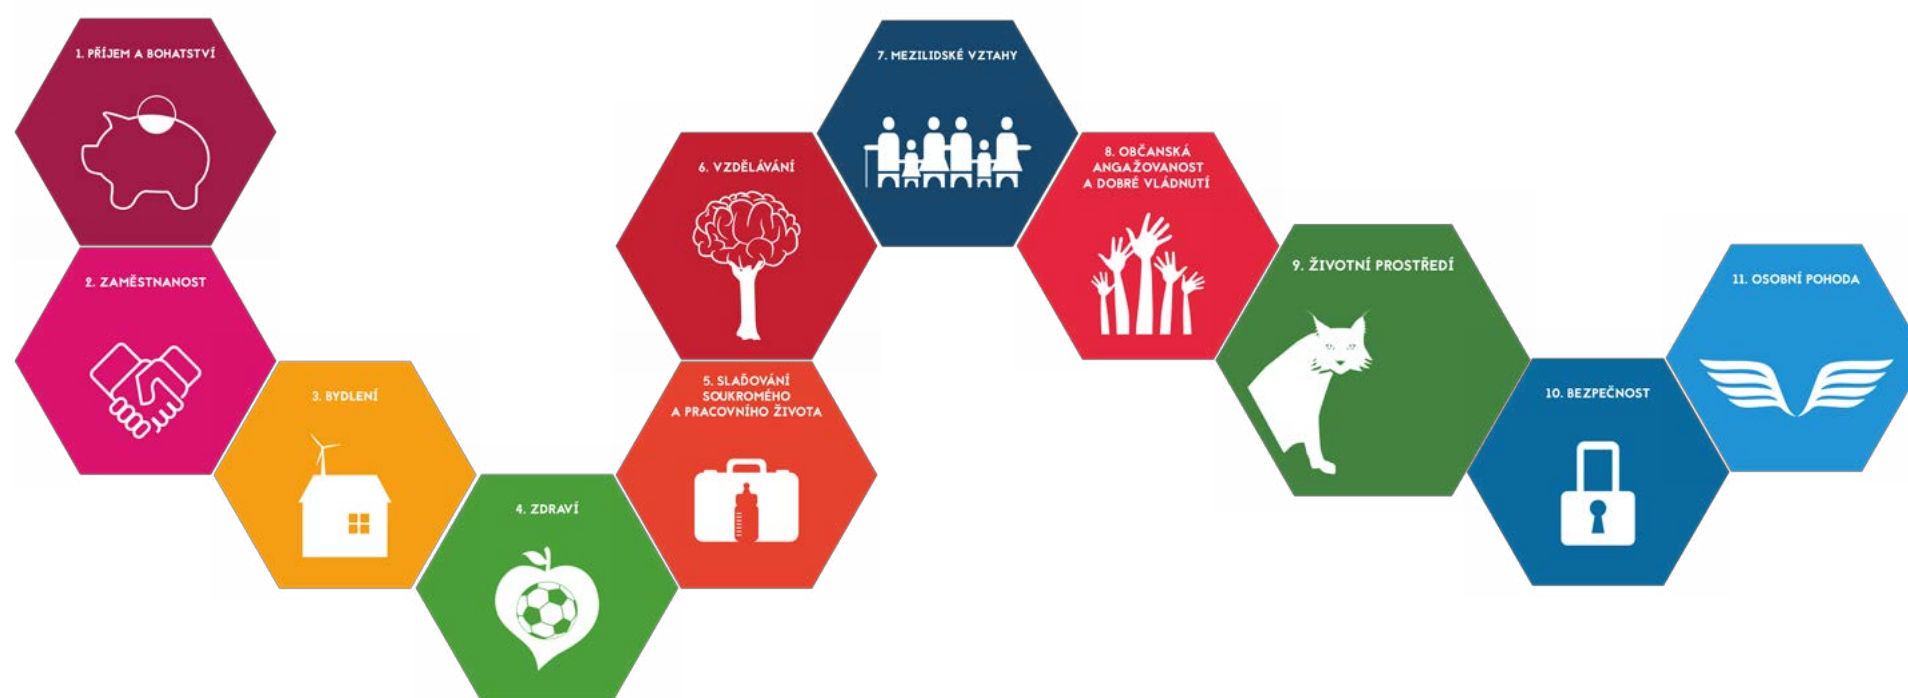 1. PŘÍJEM A BOHATSTVÍ
2. ZAMĚSTNANOST
3. BYDLENÍ
4. ZDRAVÍ
5. SLAĎOVÁNÍ
SOUKROMÉHO
A PRACOVNÍHO ŽIVOTA
6. VZDĚLÁVÁNÍ
7. MEZILIDSKÉ VZTAHY
8. OBČANSKÁ
ANGAŽOVANOST
A DOBRÉ VLÁDNUTÍ
9. ŽIVOTNÍ PROSTŘEDÍ
10. BEZPEČNOST
11. OSOBNÍ POHODA